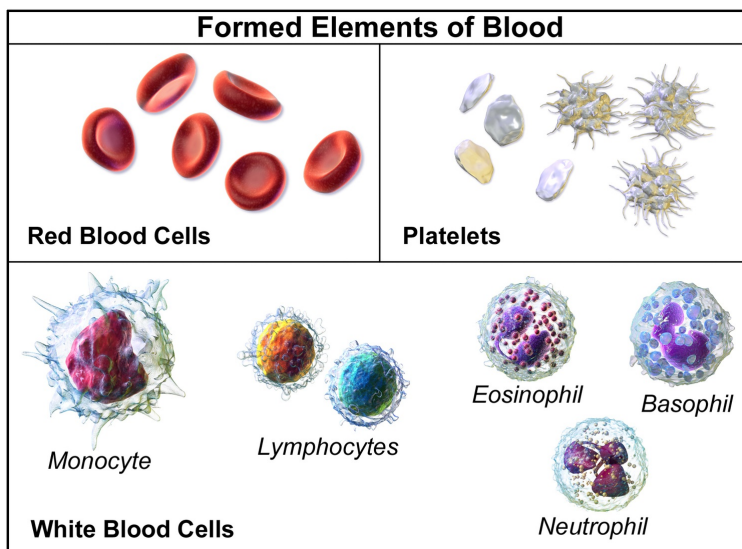 Formed Elements of Blood
Red Blood Cells
Platelets
Monocyte
Lymphocytes
Eosinophil
Basophil
Neutrophil
White Blood Cells